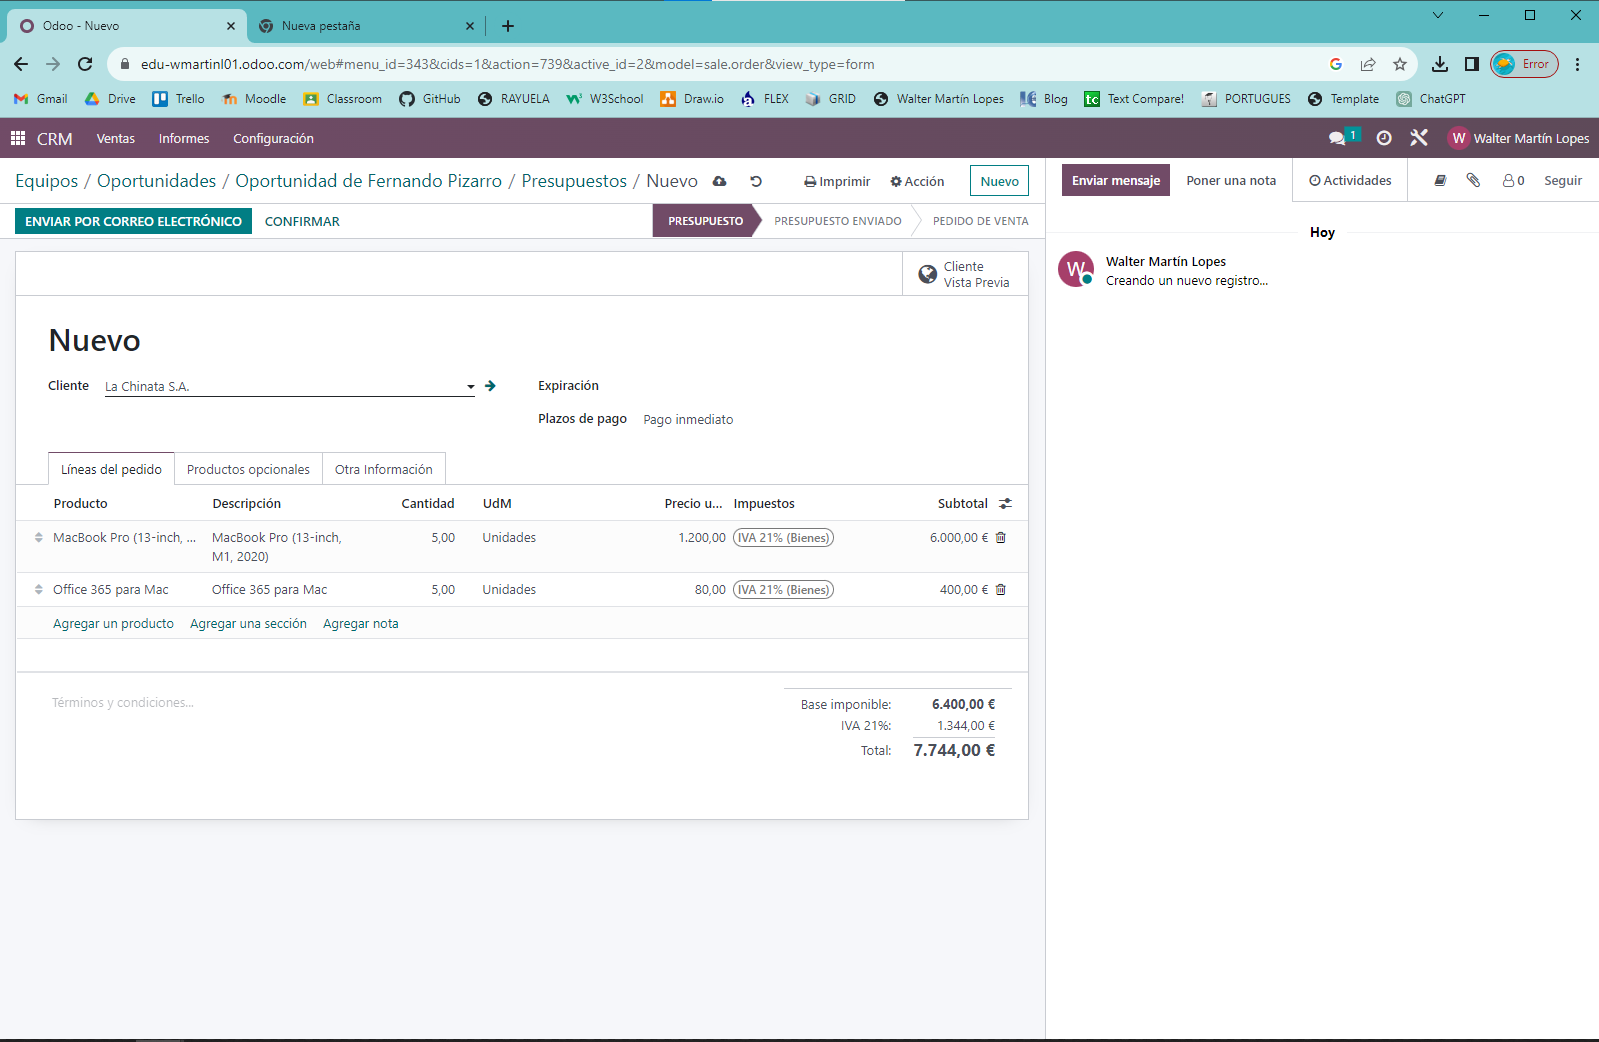 Odoo - Nuevo
Nueva pestaña
edu-wmartinl01.odoo.com/web#menu_id=343&cids=1&action=739&active_id=2&model=sale.order&view_type=form
Error
Gmail Drive Trello Moodle Classroom GitHub RAYUELA W3School Draw.io FLEX GRID Walter Martín Lopes Blog Text Compare! PORTUGUES Template ChatGPT
CRM Ventas Informes Configuración 1 W Walter Martín Lopes
Equipos / Oportunidades / Oportunidad de Fernando Pizarro / Presupuestos / Nuevo Imprimir Acción Nuevo
Enviar mensaje Poner una nota Actividades 0 Seguir
ENVIAR POR CORREO ELECTRÓNICO CONFIRMAR PRESUPUESTO PRESUPUESTO ENVIADO PEDIDO DE VENTA
Hoy
W Walter Martín Lopes
Creando un nuevo registro...
Cliente
Vista Previa
Nuevo
Cliente La Chinata S.A.
Expiración
Plazos de pago Pago inmediato
Líneas del pedido Productos opcionales Otra Información
Producto Descripción Cantidad UdM Precio u... Impuestos Subtotal
MacBook Pro (13-inch, ... MacBook Pro (13-inch, 5,00 Unidades 1.200,00 IVA 21% (Bienes) 6.000,00 €
M1, 2020)
Office 365 para Mac Office 365 para Mac 5,00 Unidades 80,00 IVA 21% (Bienes) 400,00 €
Agregar un producto Agregar una sección Agregar nota
Términos y condiciones...
Base imponible: 6.400,00 €
IVA 21%: 1.344,00 €
Total: 7.744,00 €